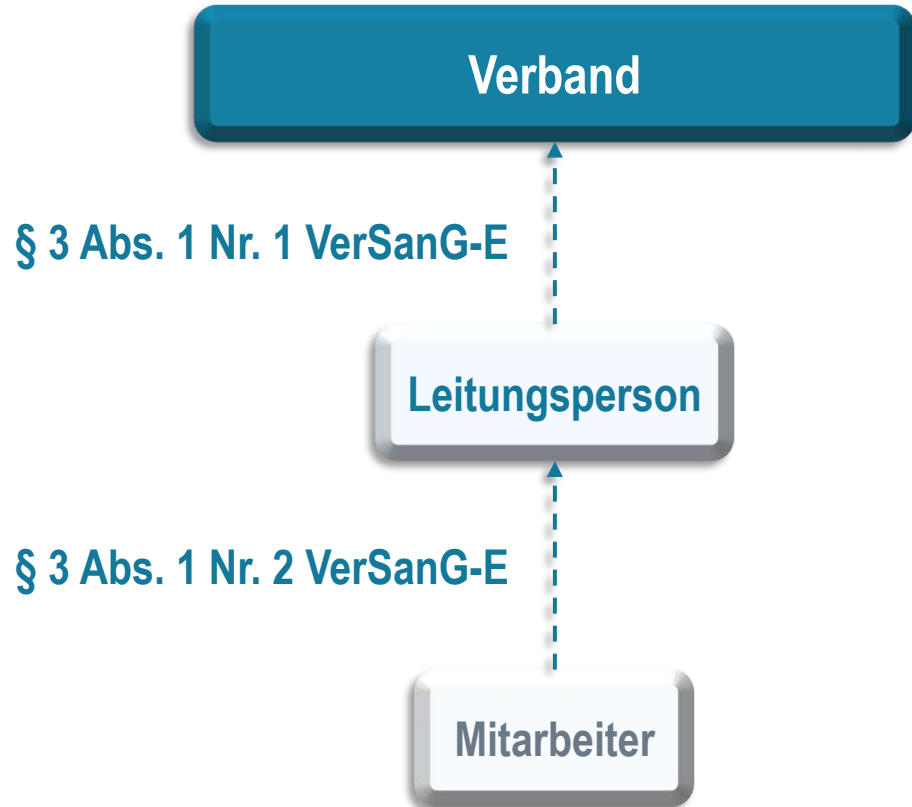 Verband
§ 3 Abs. 1 Nr. 1 VerSanG-E
Leitungsperson
§ 3 Abs. 1 Nr. 2 VerSanG-E
Mitarbeiter